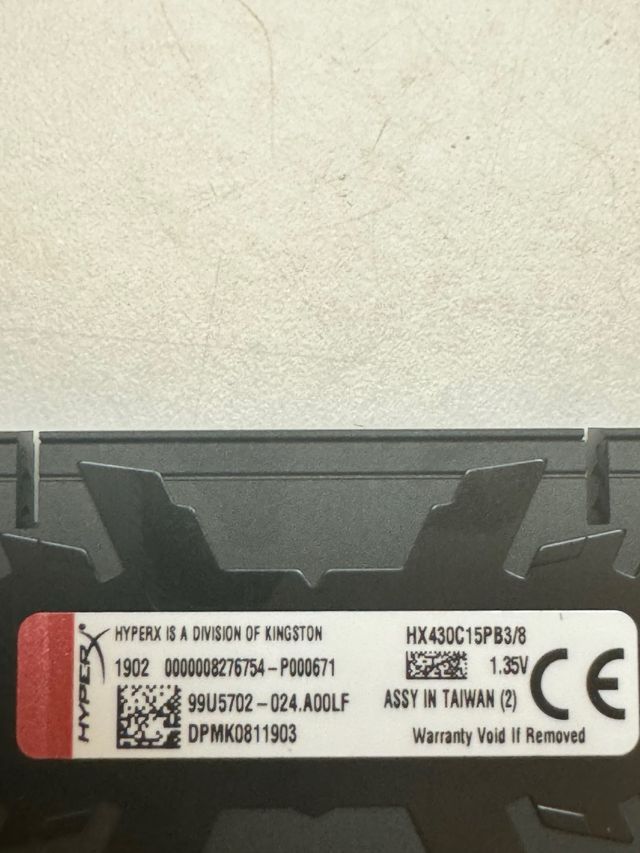 HYPERX
HYPERX IS A DIVISION OF KINGSTON
1902 0000008276754-P000671
99U5702-024.A00LF
DPMK0811903
HX430C15PB3/8
1.35V
ASSY IN TAIWAN (2)
CE
Warranty Void If Removed